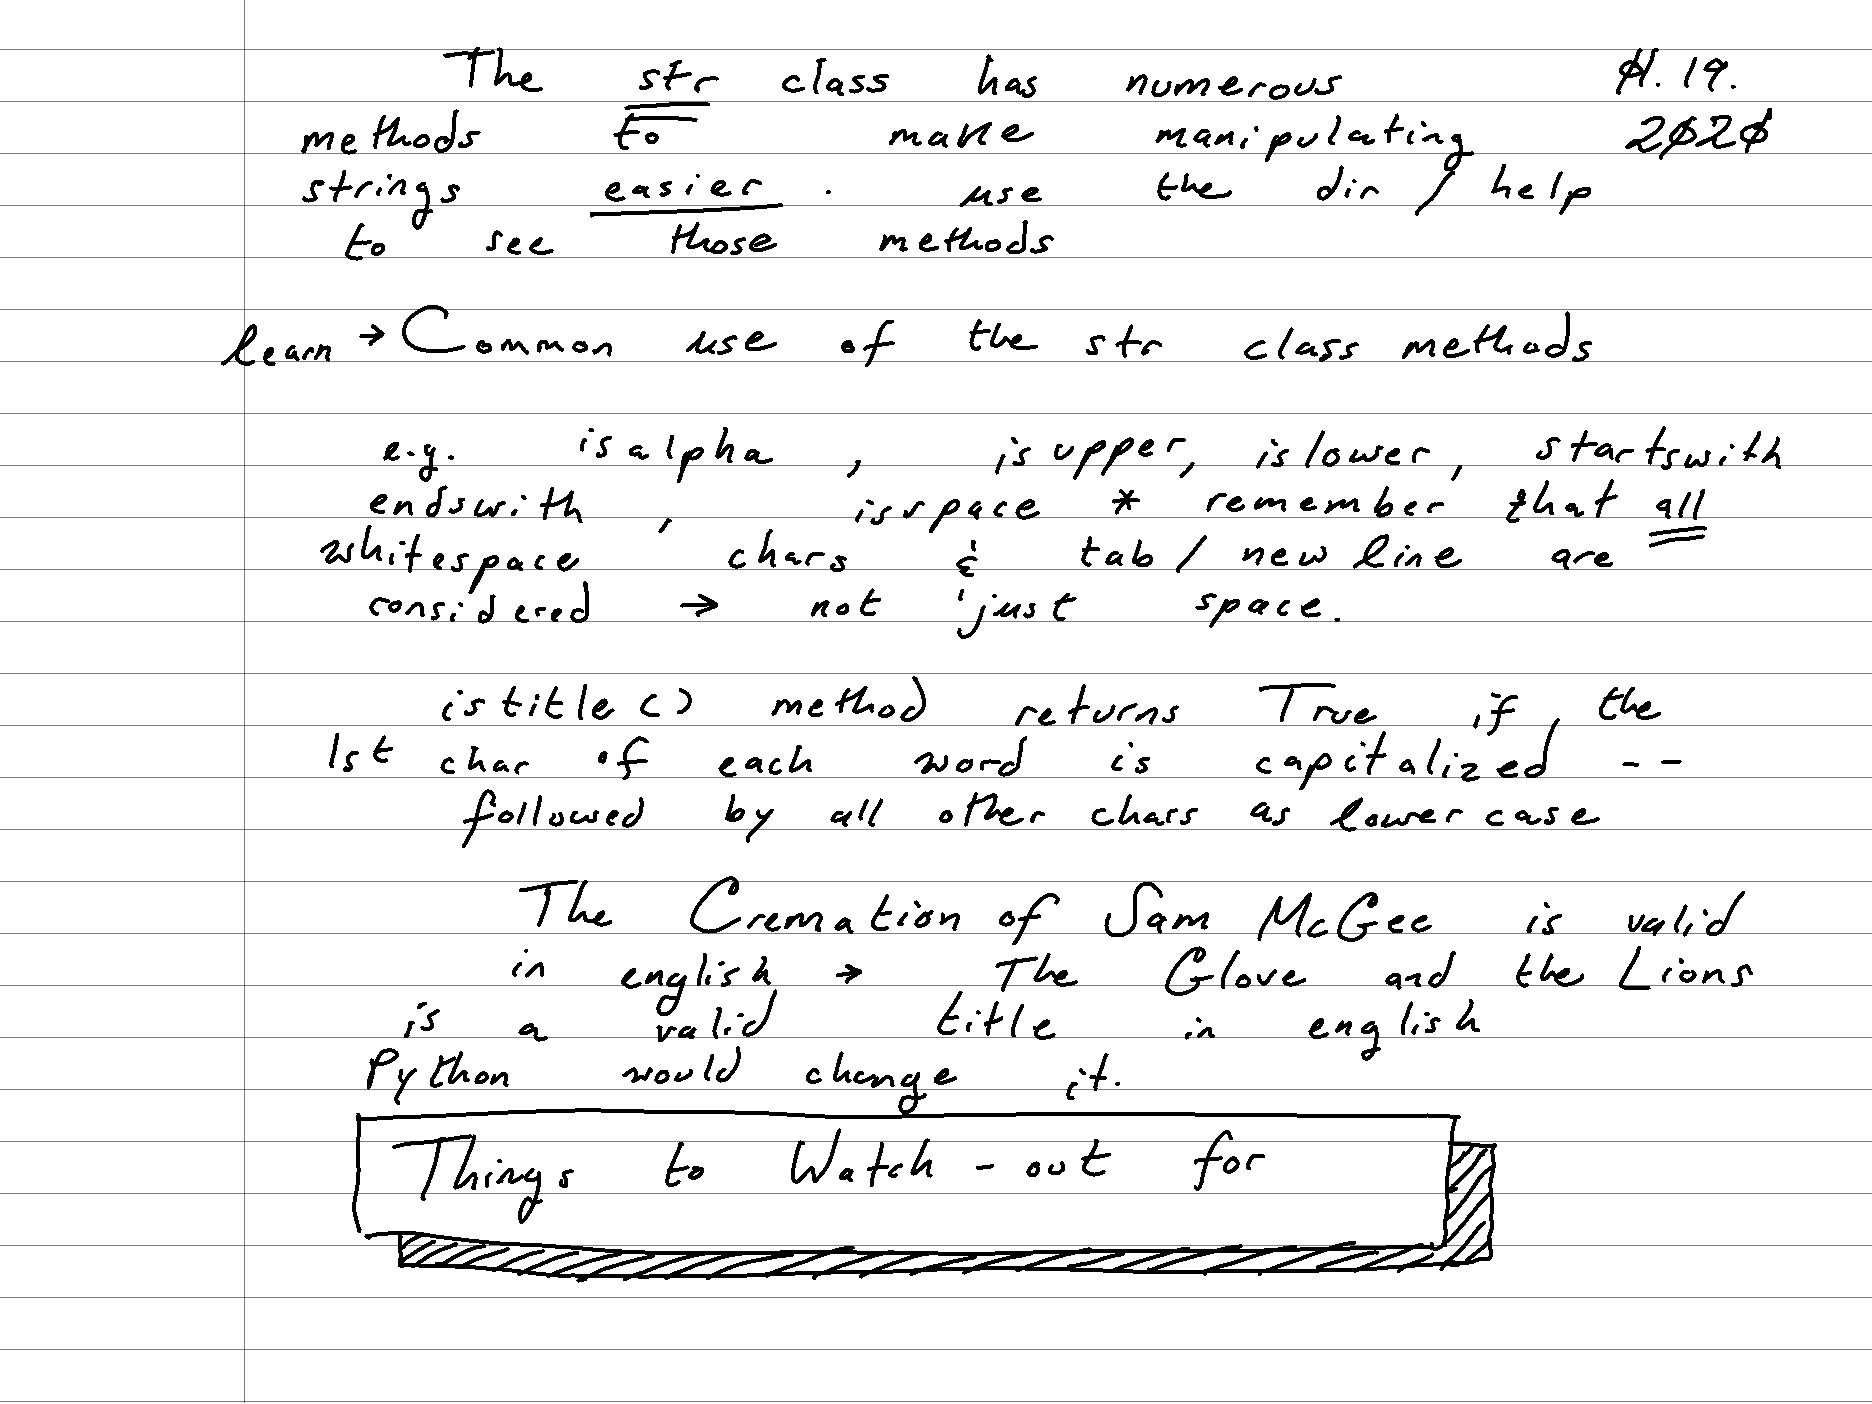 The str class has numerous 19.
methods to make manipulating 2020
strings easier. use the dir / help
to see those methods
learn → Common use of the str class methods
e.g. isalpha, isupper, islower, startswith
endswith, isspace * remember that all
whitespace chars & tab / newline are
considered → not just space.
istitle() method returns True if the
1st char of each word is capitalized --
followed by all other chars as lower case
The Cremation of Sam McGee is valid
in english → The Glove and the Lions
is a valid title in english
Python would change it.
Things to Watch-out for